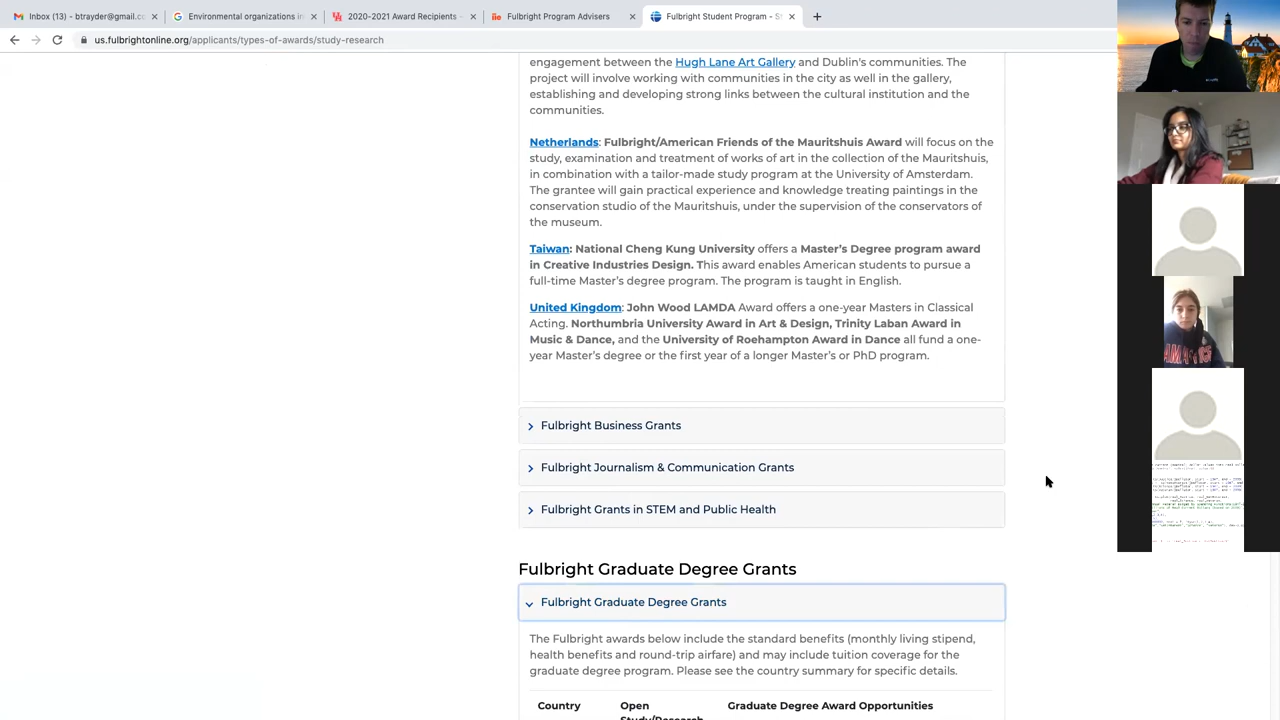 Inbox (13) - btrayder@gmail.co
Environmental organizations in
2020-2021 Award Recipients -
Fulbright Program Advisers
Fulbright Student Program - St
us.fulbrightonline.org/applicants/types-of-awards/study-research
engagement between the Hugh Lane Art Gallery and Dublin's communities. The
project will involve working with communities in the city as well in the gallery,
establishing and developing strong links between the cultural institution and the
communities.
Netherlands: Fulbright/American Friends of the Mauritshuis Award will focus on the
study, examination and treatment of works of art in the collection of the Mauritshuis,
in combination with a tailor-made study program at the University of Amsterdam.
The grantee will gain practical experience and knowledge treating paintings in the
conservation studio of the Mauritshuis, under the supervision of the conservators of
the museum.
Taiwan: National Cheng Kung University offers a Master's Degree program award
in Creative Industries Design. This award enables American students to pursue a
full-time Master's degree program. The program is taught in English.
United Kingdom: John Wood LAMDA Award offers a one-year Masters in Classical
Acting. Northumbria University Award in Art & Design, Trinity Laban Award in
Music & Dance, and the University of Roehampton Award in Dance all fund a one-
year Master's degree or the first year of a longer Master's or PhD program.
Fulbright Business Grants
Fulbright Journalism & Communication Grants
Fulbright Grants in STEM and Public Health
Fulbright Graduate Degree Grants
Fulbright Graduate Degree Grants
The Fulbright awards below include the standard benefits (monthly living stipend,
health benefits and round-trip airfare) and may include tuition coverage for the
graduate degree program. Please see the country summary for specific details.
Country
Open
Study/Research
Graduate Degree Award Opportunities